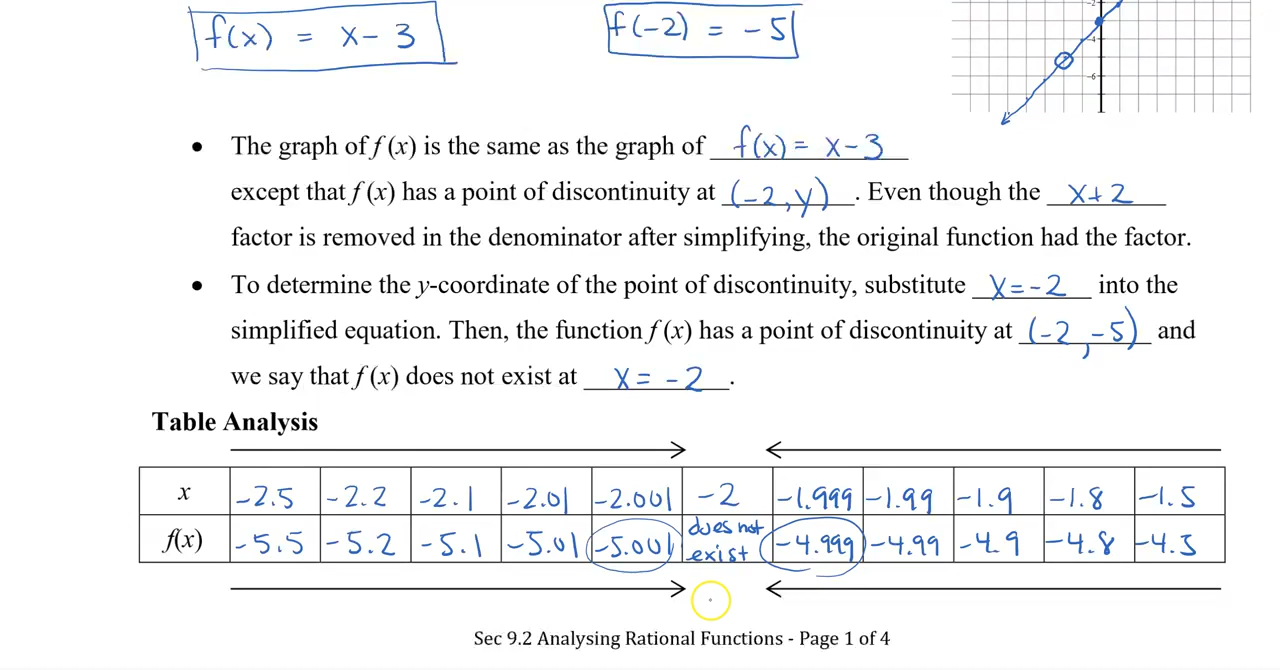 f(x) = x - 3
f(-2) = -5
-2
-4
-6
• The graph of f (x) is the same as the graph of f(x) = x - 3
except that f (x) has a point of discontinuity at (-2, y). Even though the x + 2
factor is removed in the denominator after simplifying, the original function had the factor.
• To determine the y-coordinate of the point of discontinuity, substitute x = -2 into the
simplified equation. Then, the function f (x) has a point of discontinuity at (-2, -5) and
we say that f (x) does not exist at x = -2.
Table Analysis
x -2.5 -2.2 -2.1 -2.01 -2.001 -2 -1.999 -1.99 -1.9 -1.8 -1.5
f(x) -5.5 -5.2 -5.1 -5.01 -5.001 does not exist -4.999 -4.99 -4.9 -4.8 -4.5
Sec 9.2 Analysing Rational Functions - Page 1 of 4